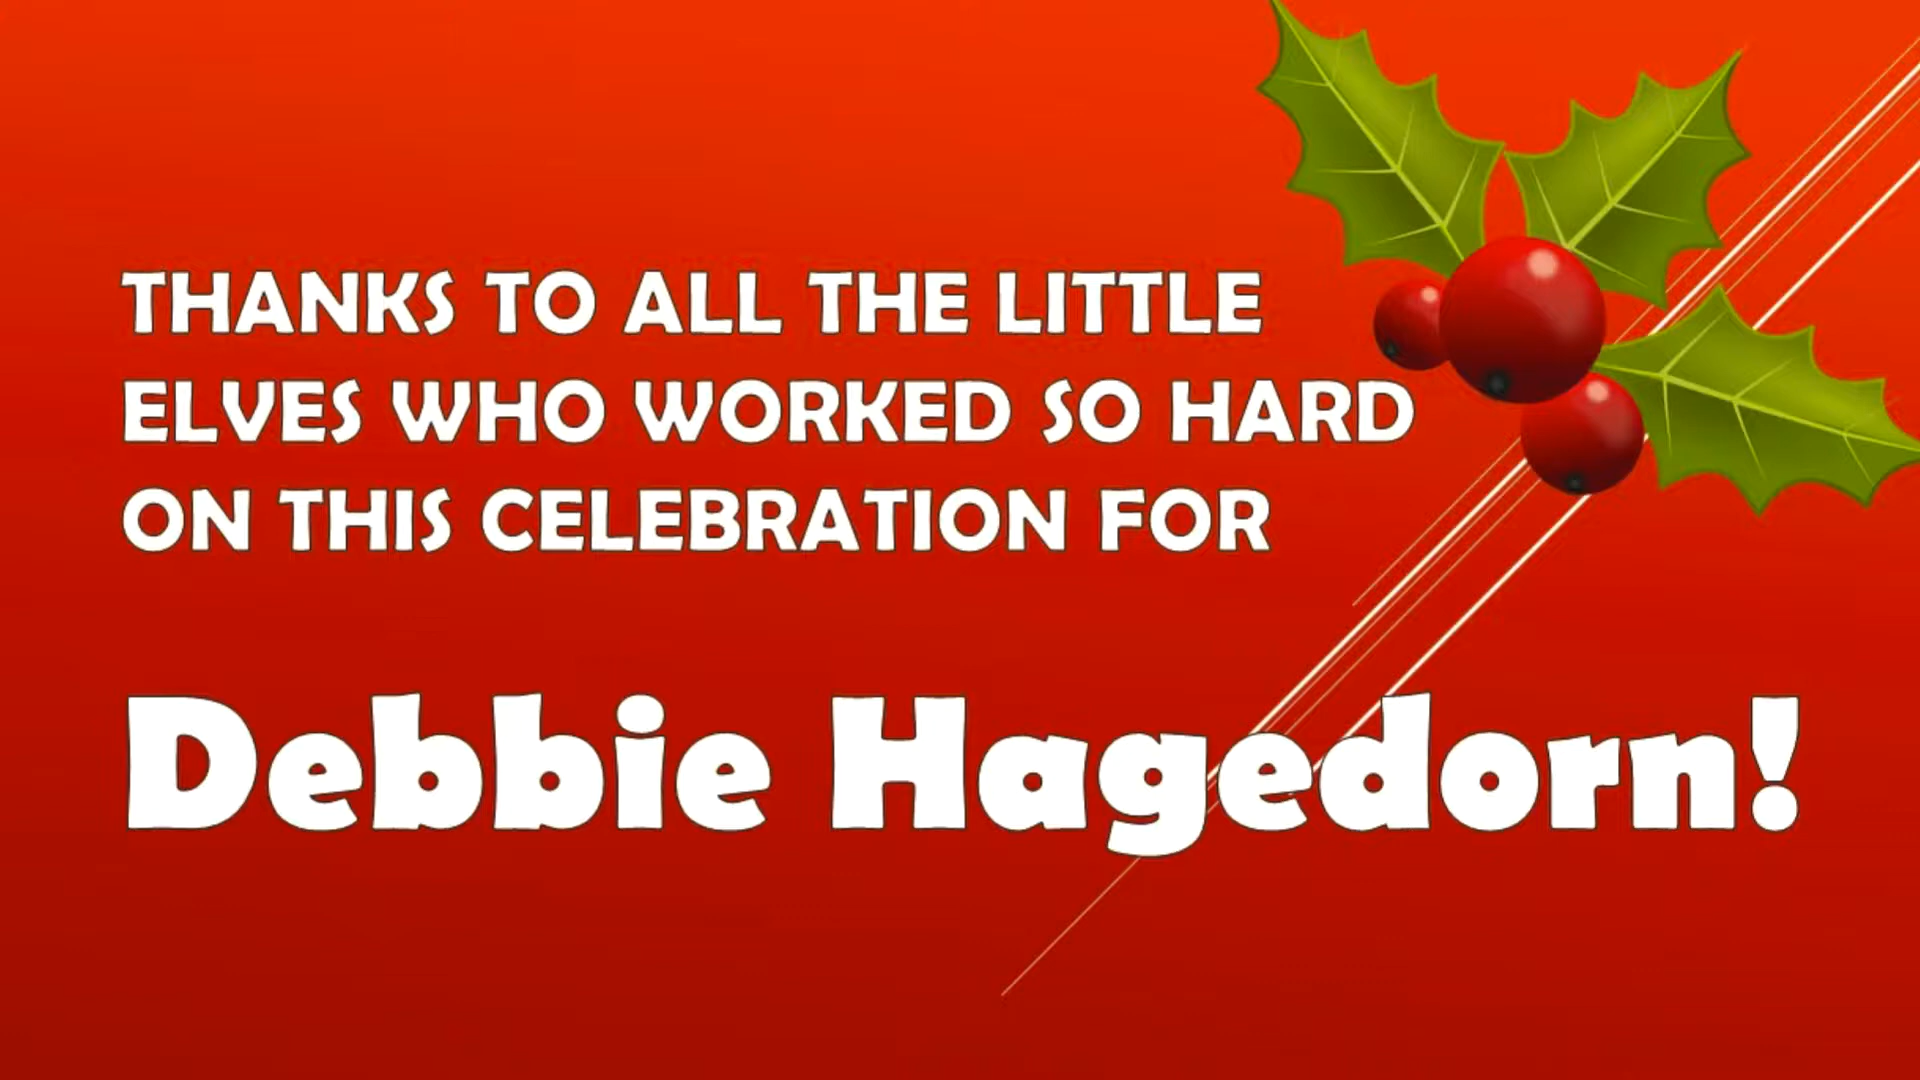 THANKS TO ALL THE LITTLE
ELVES WHO WORKED SO HARD
ON THIS CELEBRATION FOR
Debbie Hagedorn!